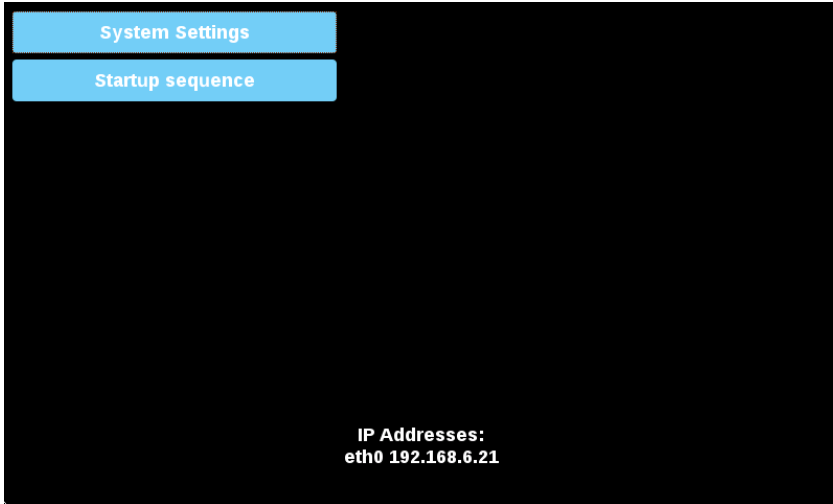 System Settings
Startup sequence
IP Addresses:
eth0 192.168.6.21